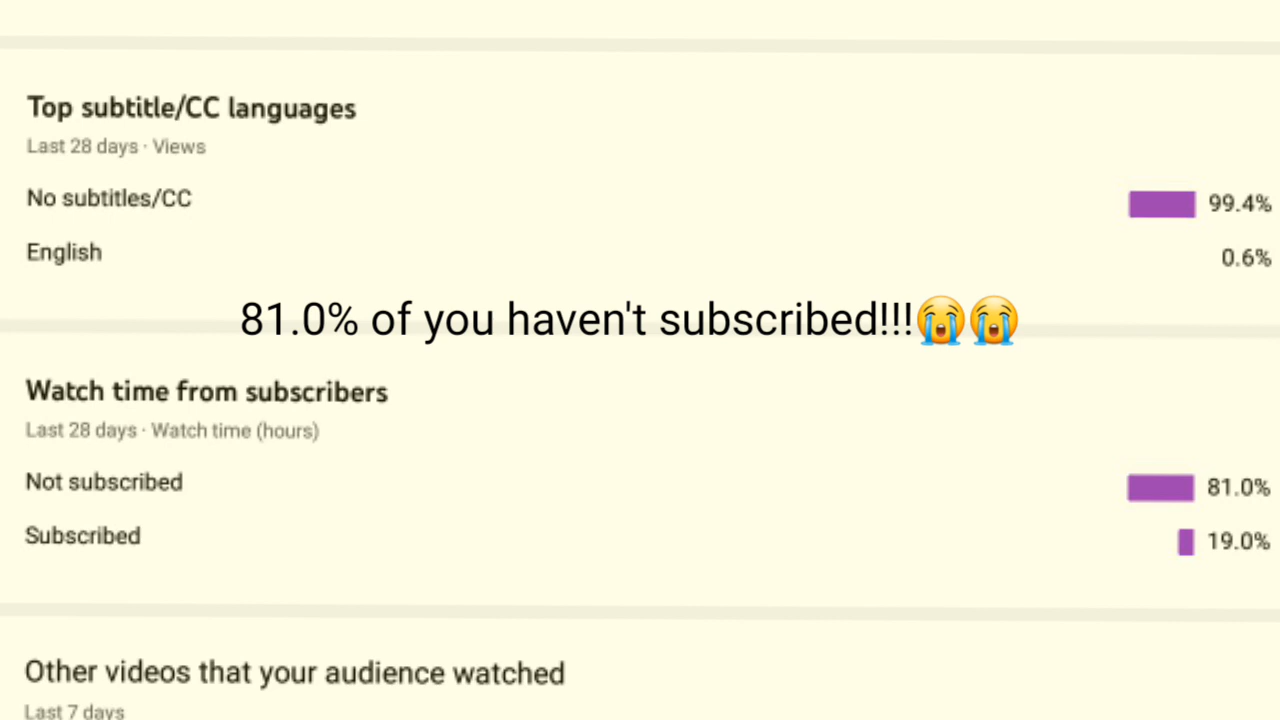 Top subtitle/CC languages
Last 28 days · Views
No subtitles/CC 99.4%
English 0.6%
81.0% of you haven't subscribed!!!😭😭
Watch time from subscribers
Last 28 days · Watch time (hours)
Not subscribed 81.0%
Subscribed 19.0%
Other videos that your audience watched
Last 7 days